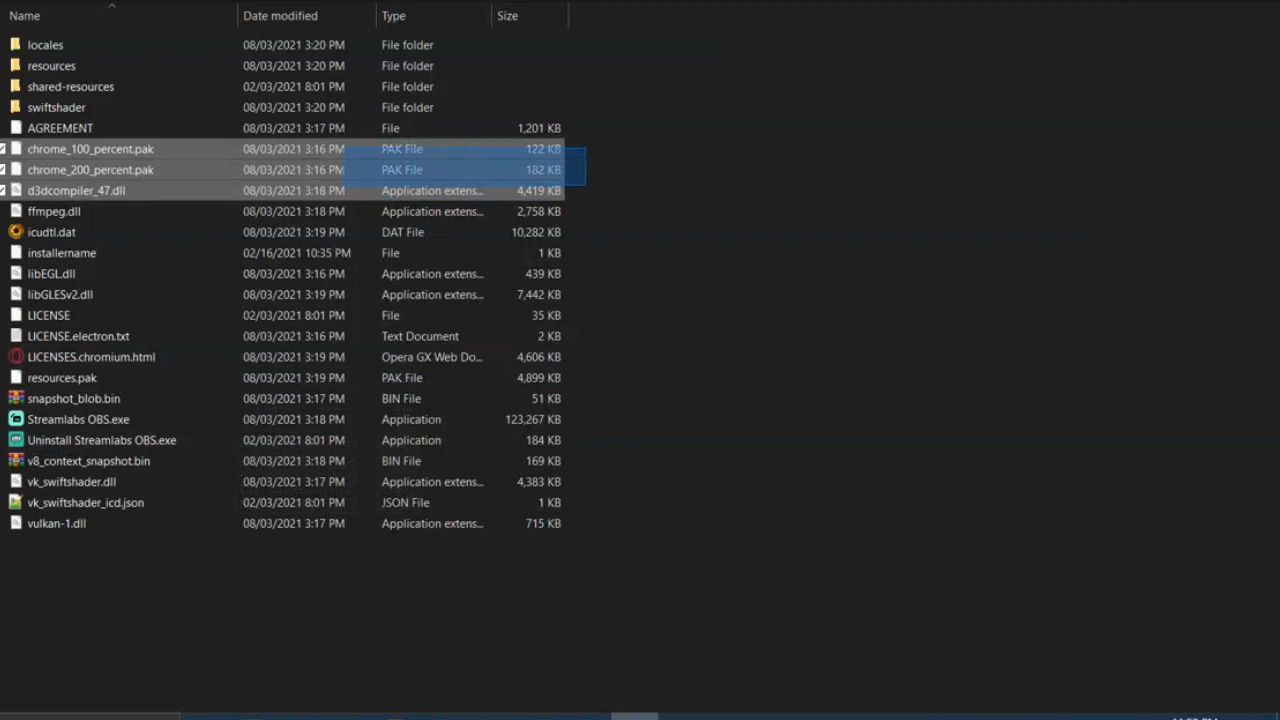 Name Date modified Type Size
locales 08/03/2021 3:20 PM File folder
resources 08/03/2021 3:20 PM File folder
shared-resources 02/03/2021 8:01 PM File folder
swiftshader 08/03/2021 3:20 PM File folder
AGREEMENT 08/03/2021 3:17 PM File 1,201 KB
chrome_100_percent.pak 08/03/2021 3:16 PM PAK File 122 KB
chrome_200_percent.pak 08/03/2021 3:16 PM PAK File 182 KB
d3dcompiler_47.dll 08/03/2021 3:18 PM Application extens... 4,419 KB
ffmpeg.dll 08/03/2021 3:18 PM Application extens... 2,758 KB
icudtl.dat 08/03/2021 3:19 PM DAT File 10,282 KB
installername 02/16/2021 10:35 PM File 1 KB
libEGL.dll 08/03/2021 3:16 PM Application extens... 439 KB
libGLESv2.dll 08/03/2021 3:19 PM Application extens... 7,442 KB
LICENSE 02/03/2021 8:01 PM File 35 KB
LICENSE.electron.txt 08/03/2021 3:16 PM Text Document 2 KB
LICENSES.chromium.html 08/03/2021 3:19 PM Opera GX Web Do... 4,606 KB
resources.pak 08/03/2021 3:19 PM PAK File 4,899 KB
snapshot_blob.bin 08/03/2021 3:17 PM BIN File 51 KB
Streamlabs OBS.exe 08/03/2021 3:18 PM Application 123,267 KB
Uninstall Streamlabs OBS.exe 02/03/2021 8:01 PM Application 184 KB
v8_context_snapshot.bin 08/03/2021 3:18 PM BIN File 169 KB
vk_swiftshader.dll 08/03/2021 3:17 PM Application extens... 4,383 KB
vk_swiftshader_icd.json 02/03/2021 8:01 PM JSON File 1 KB
vulkan-1.dll 08/03/2021 3:17 PM Application extens... 715 KB